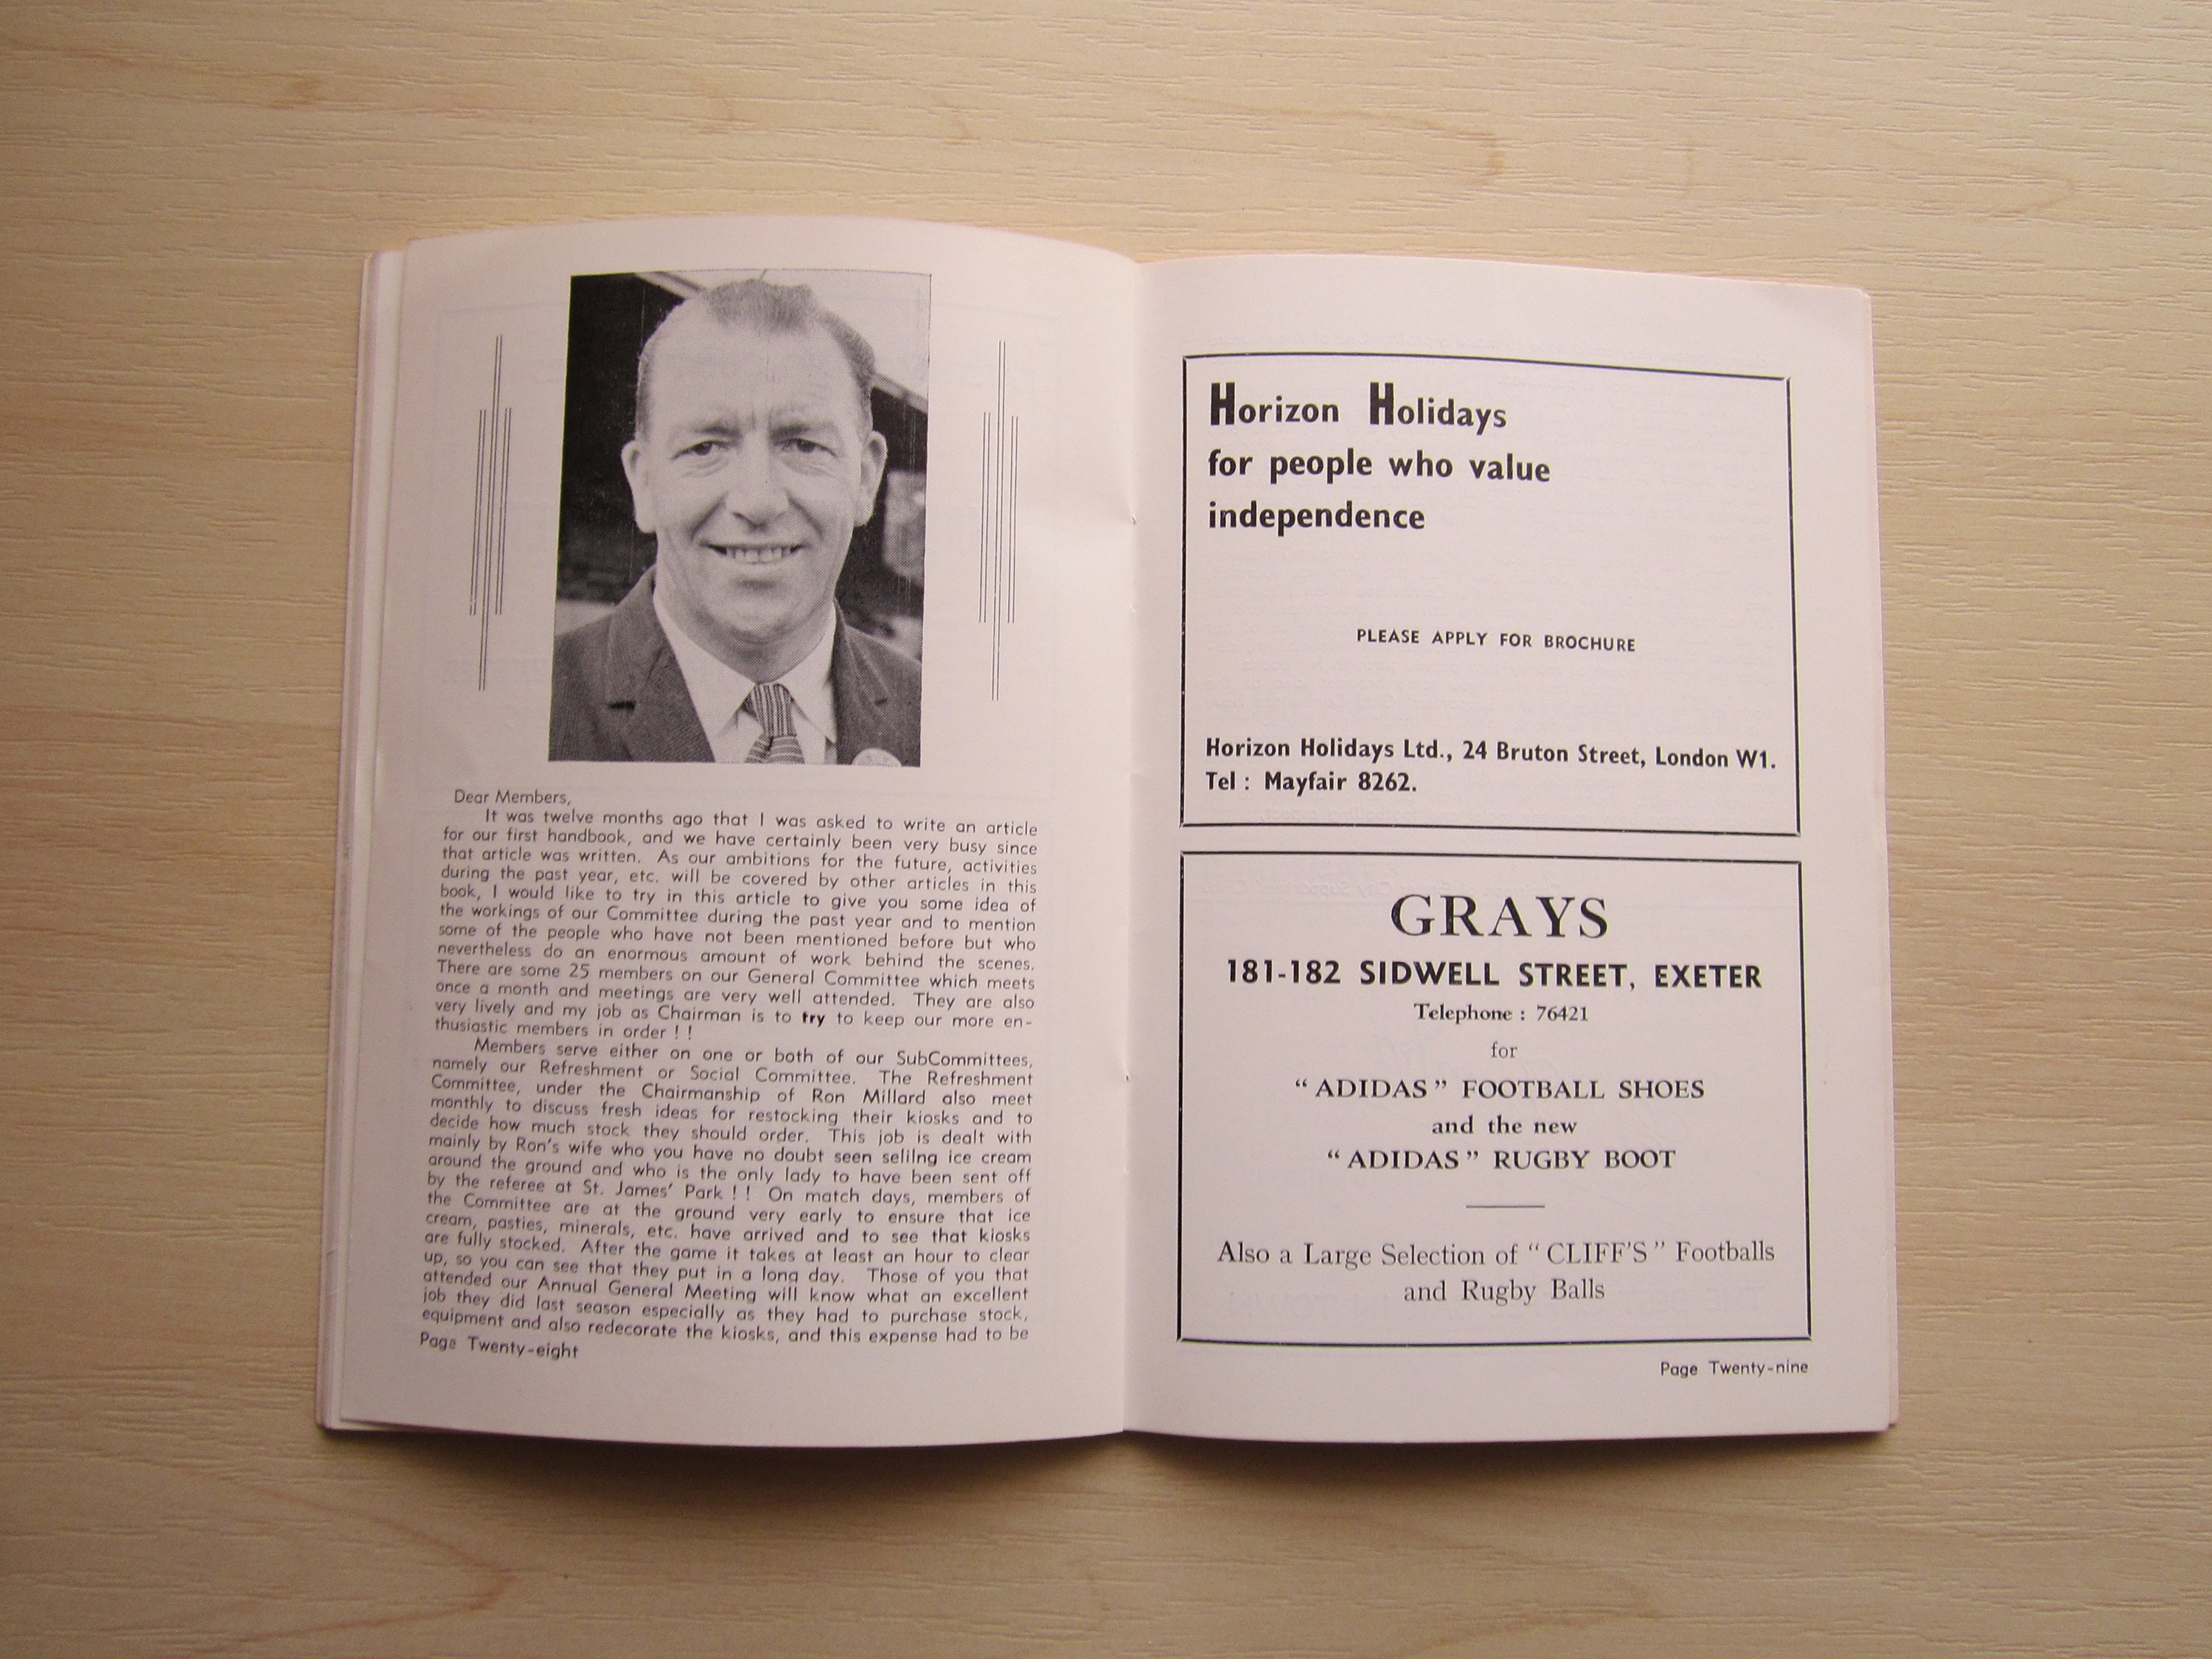 Dear Members,
It was twelve months ago that I was asked to write an article
for our first handbook, and we have certainly been very busy since
that article was written. As our ambitions for the future, activities
during the past year, etc. will be covered by other articles in this
book, I would like to try in this article to give you some idea of
the workings of our Committee during the past year and to mention
some of the people who have not been mentioned before but who
nevertheless do an enormous amount of work behind the scenes.
There are some 25 members on our General Committee which meets
once a month and meetings are very well attended. They are also
very lively and my job as Chairman is to try to keep our more en-
thusiastic members in order ! !
Members serve either on one or both of our SubCommittees,
namely our Refreshment or Social Committee. The Refreshment
Committee, under the Chairmanship of Ron Millard also meet
monthly to discuss fresh ideas for restocking their kiosks and to
decide how much stock they should order. This job is dealt with
mainly by Ron's wife who you have no doubt seen selilng ice cream
around the ground and who is the only lady to have been sent off
by the referee at St. James' Park ! ! On match days, members of
the Committee are at the ground very early to ensure that ice
cream, pasties, minerals, etc. have arrived and to see that kiosks
are fully stocked. After the game it takes at least an hour to clear
up, so you can see that they put in a long day. Those of you that
attended our Annual General Meeting will know what an excellent
job they did last season especially as they had to purchase stock,
equipment and also redecorate the kiosks, and this expense had to be
Page Twenty-eight
Horizon Holidays
for people who value
independence
PLEASE APPLY FOR BROCHURE
Horizon Holidays Ltd., 24 Bruton Street, London W1.
Tel : Mayfair 8262.
GRAYS
181-182 SIDWELL STREET, EXETER
Telephone : 76421
for
“ADIDAS” FOOTBALL SHOES
and the new
“ADIDAS” RUGBY BOOT
Also a Large Selection of “CLIFF'S” Footballs
and Rugby Balls
Page Twenty-nine